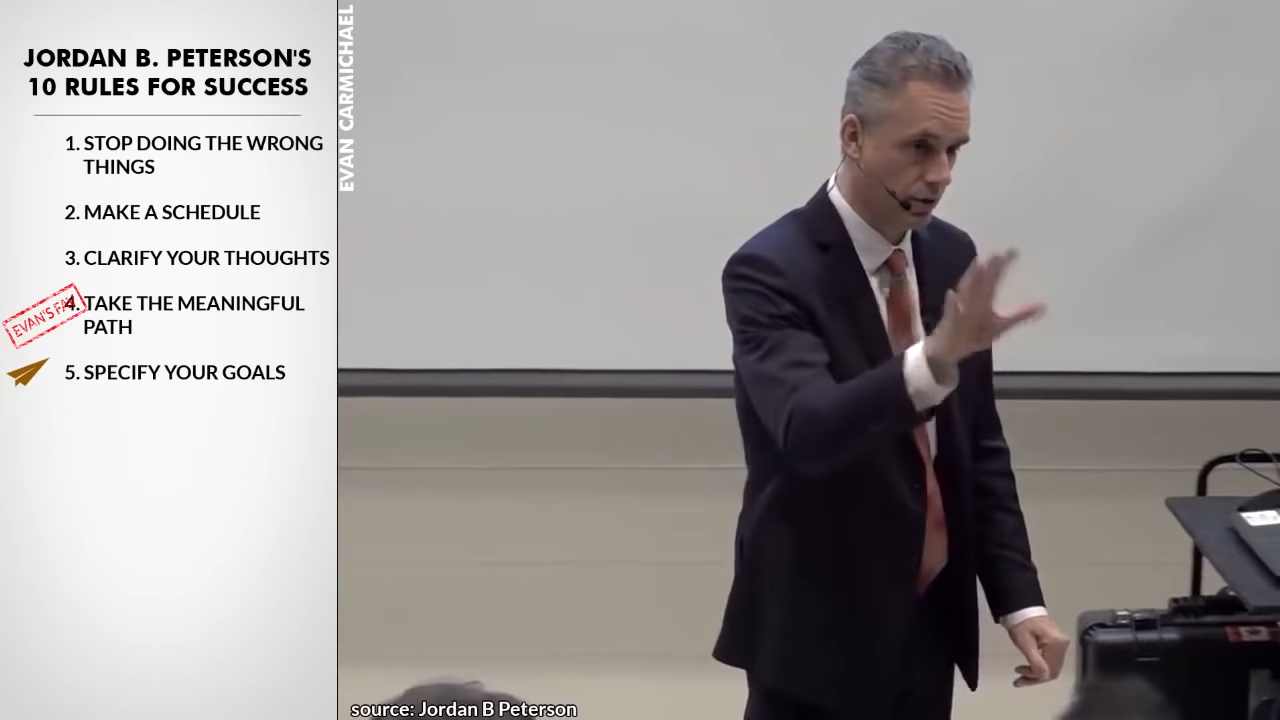 JORDAN B. PETERSON'S
10 RULES FOR SUCCESS
1. STOP DOING THE WRONG
THINGS
2. MAKE A SCHEDULE
3. CLARIFY YOUR THOUGHTS
4. TAKE THE MEANINGFUL
PATH
EVAN'S
5. SPECIFY YOUR GOALS
EVAN CARMICHAEL
source: Jordan B Peterson